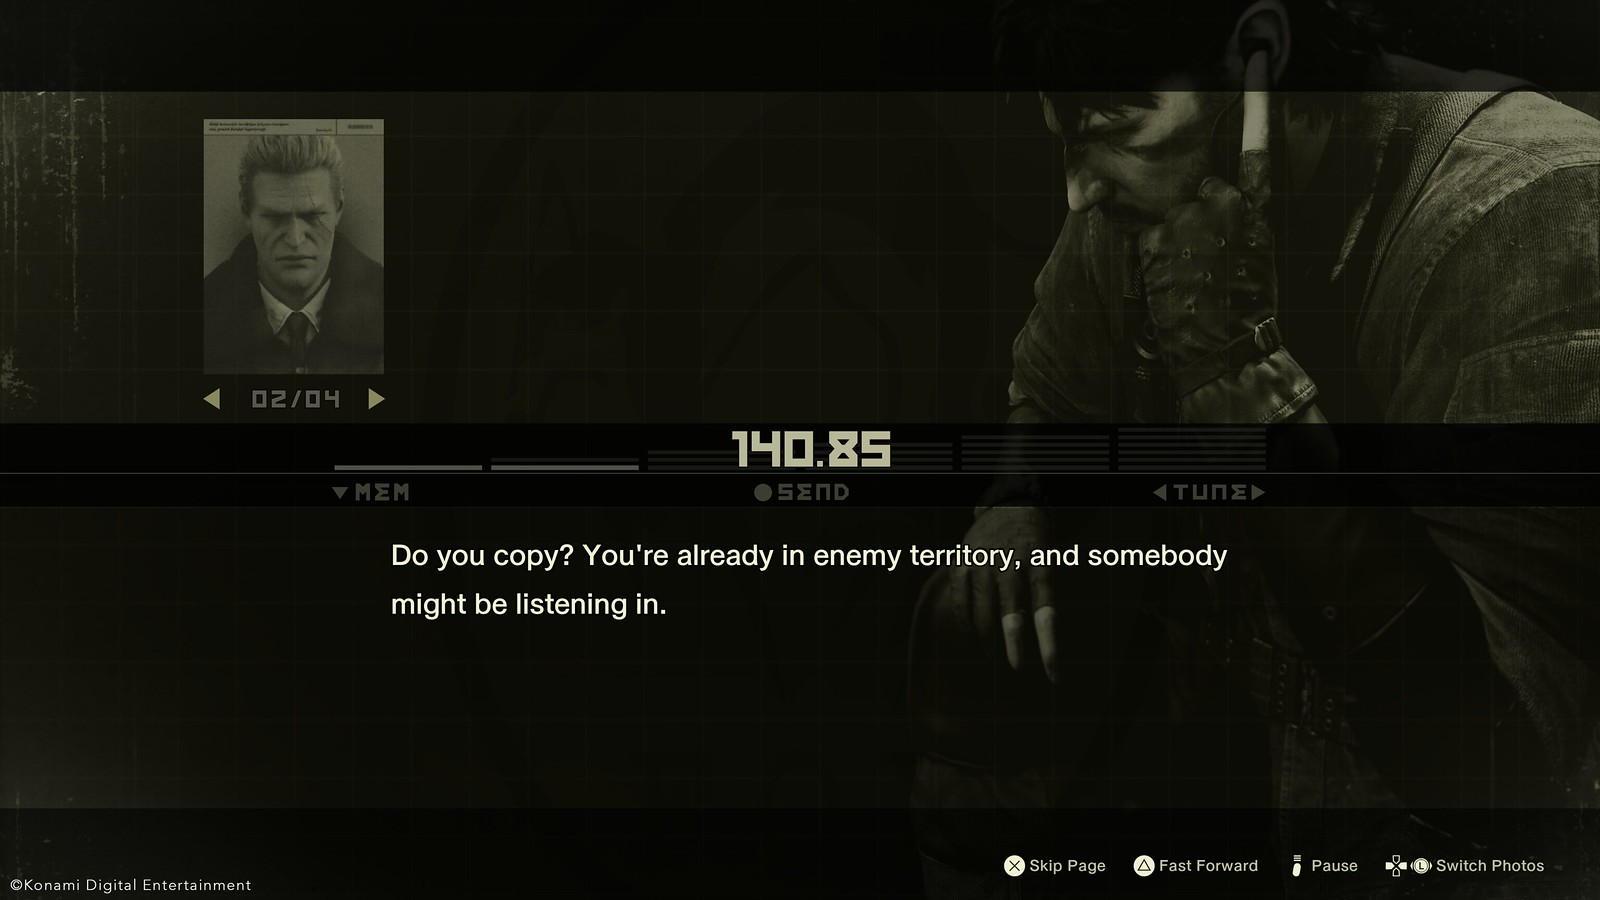 02/04
140.85
MEM
SEND
TUNE
Do you copy? You're already in enemy territory, and somebody
might be listening in.
Skip Page
Fast Forward
Pause
L
Switch Photos
©Konami Digital Entertainment